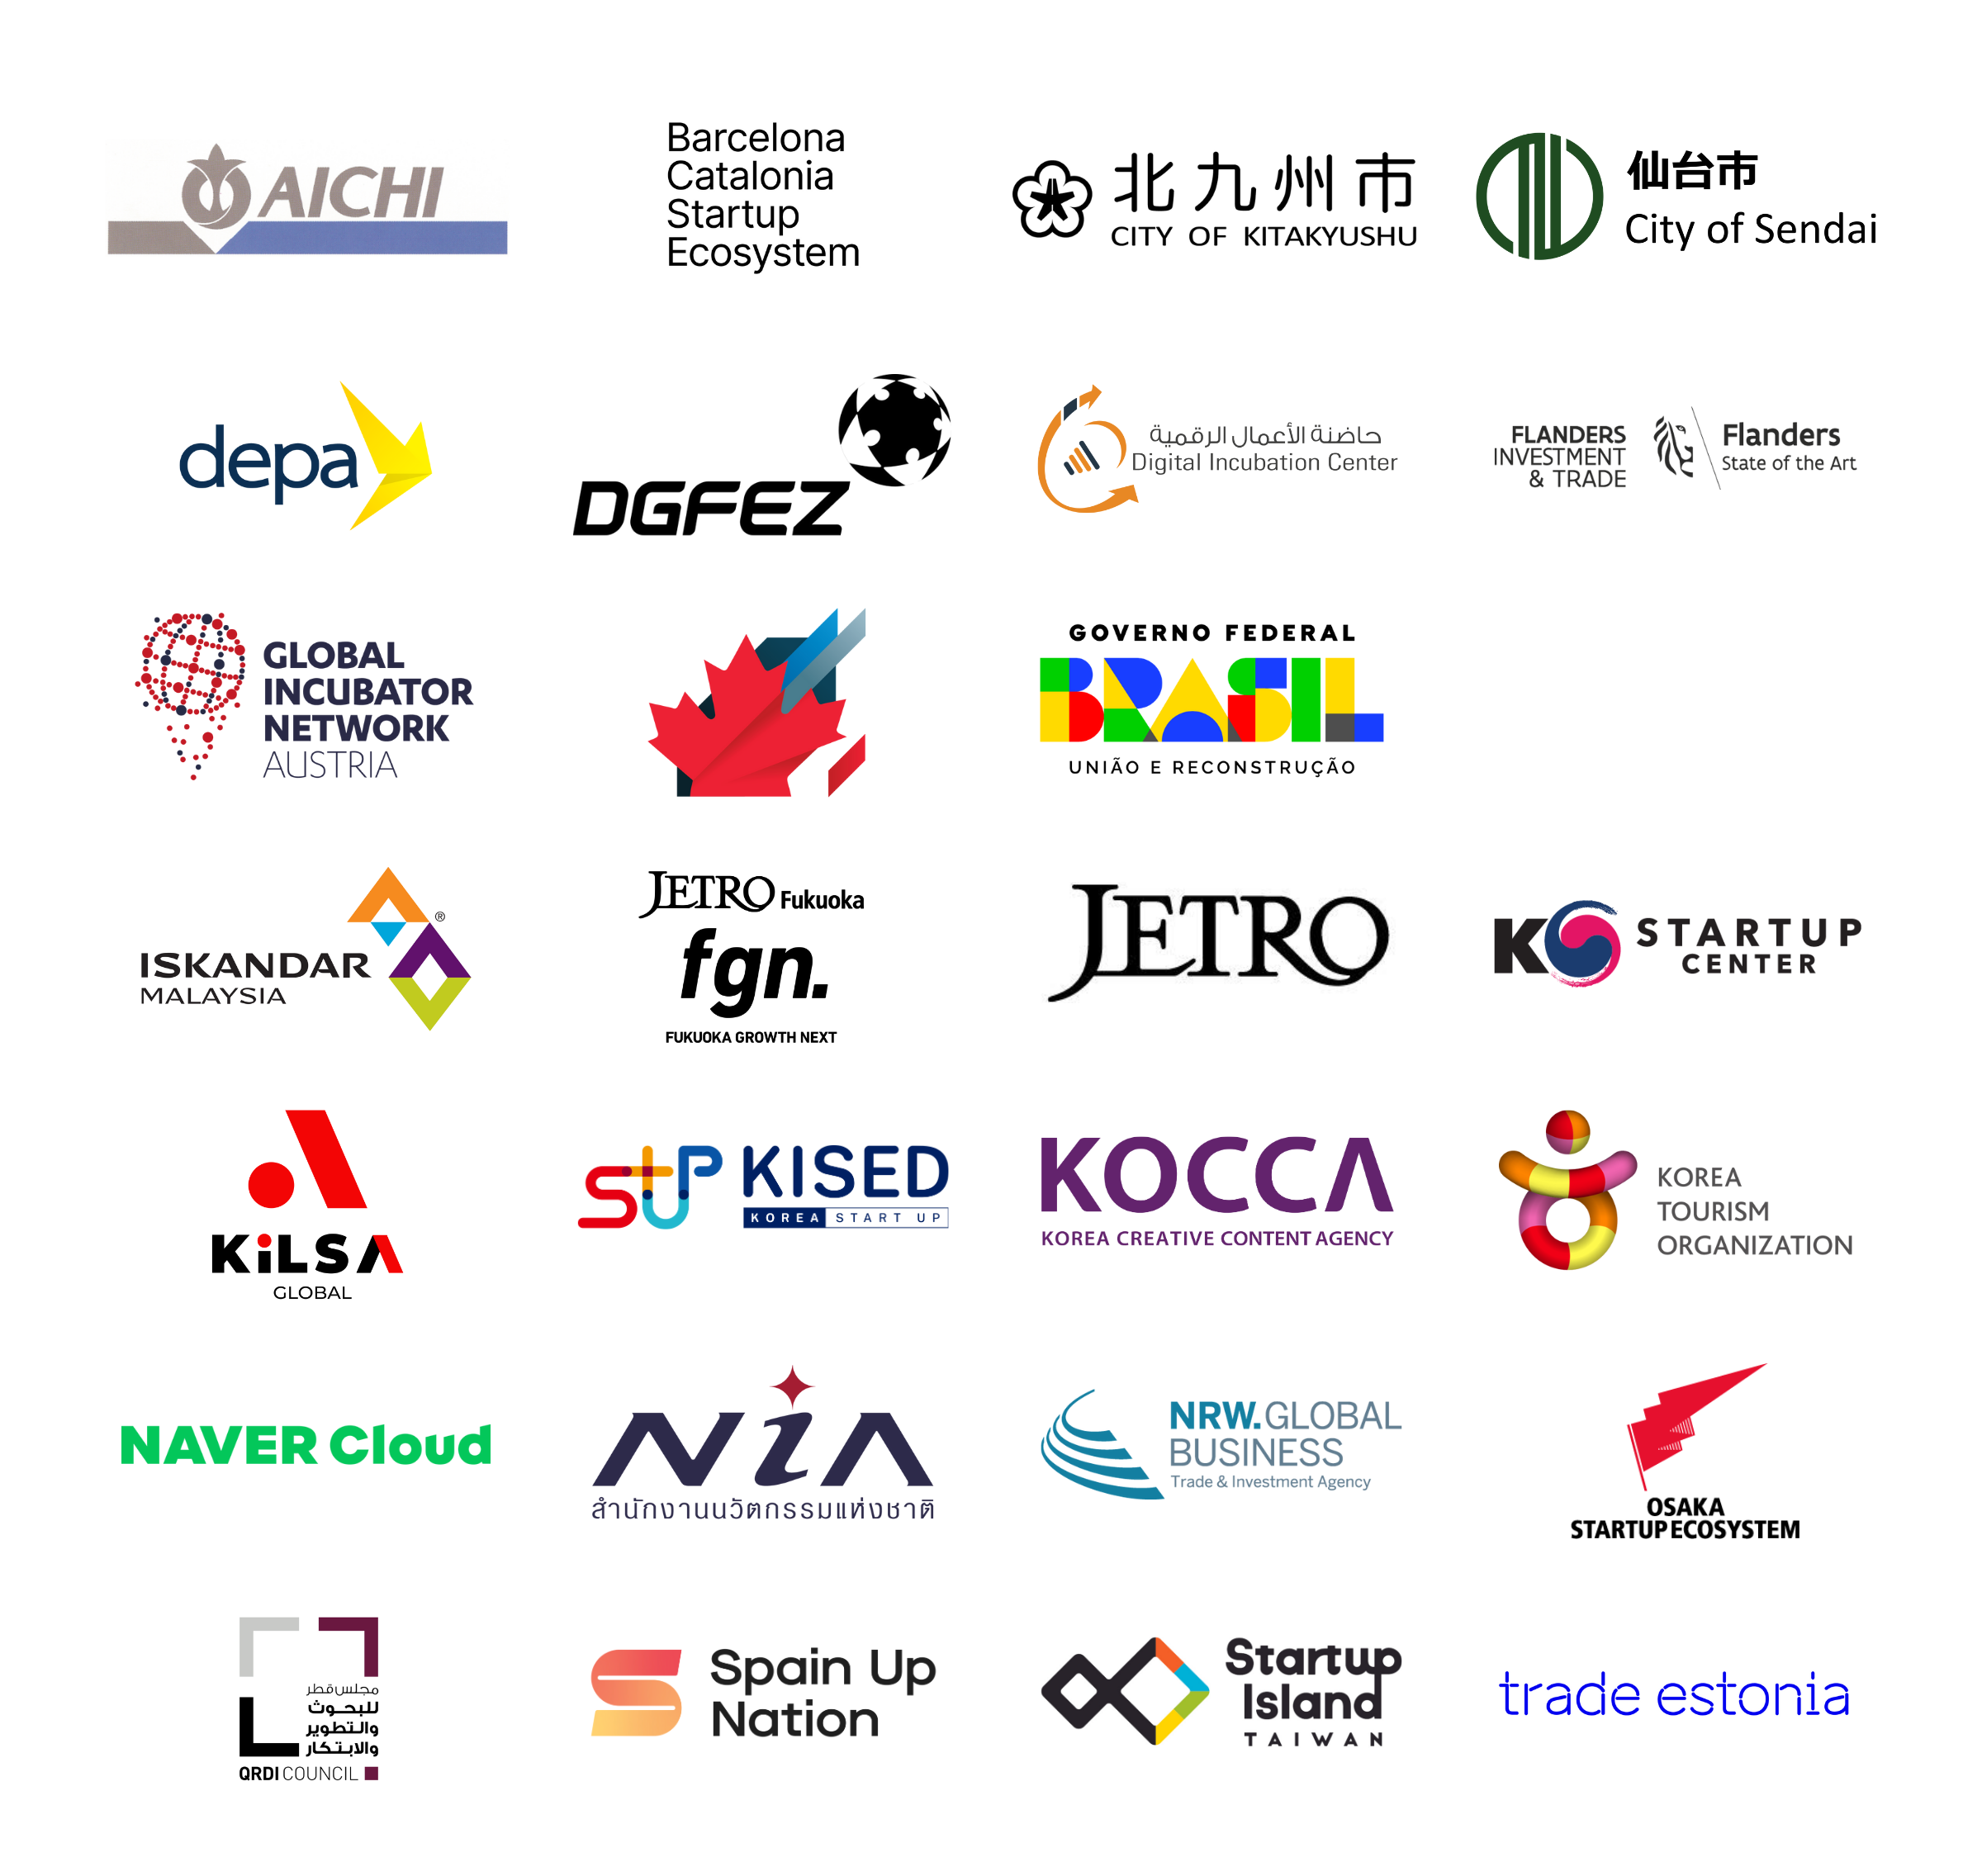 AICHI
Barcelona
Catalonia
Startup
Ecosystem
北九州市
CITY OF KITAKYUSHU
仙台市
City of Sendai
depa
DGFEZ
حاضنة الأعمال الرقمية
Digital Incubation Center
FLANDERS
INVESTMENT
& TRADE
Flanders
State of the Art
GLOBAL
INCUBATOR
NETWORK
AUSTRIA
GOVERNO FEDERAL
BRASIL
UNIÃO E RECONSTRUÇÃO
ISKANDAR
MALAYSIA
®
JETRO Fukuoka
fgn.
FUKUOKA GROWTH NEXT
JETRO
K STARTUP
CENTER
KiLSA
GLOBAL
stup KISED
KOREA START UP
KOCCA
KOREA CREATIVE CONTENT AGENCY
KOREA
TOURISM
ORGANIZATION
NAVER Cloud
NiA
สำนักงานนวัตกรรมแห่งชาติ
NRW.GLOBAL
BUSINESS
Trade & Investment Agency
OSAKA
STARTUP ECOSYSTEM
مجلس قطر
للبحوث
والتطوير
والابتكار
QRDI COUNCIL
Spain Up
Nation
Startup
Island
TAIWAN
trade estonia